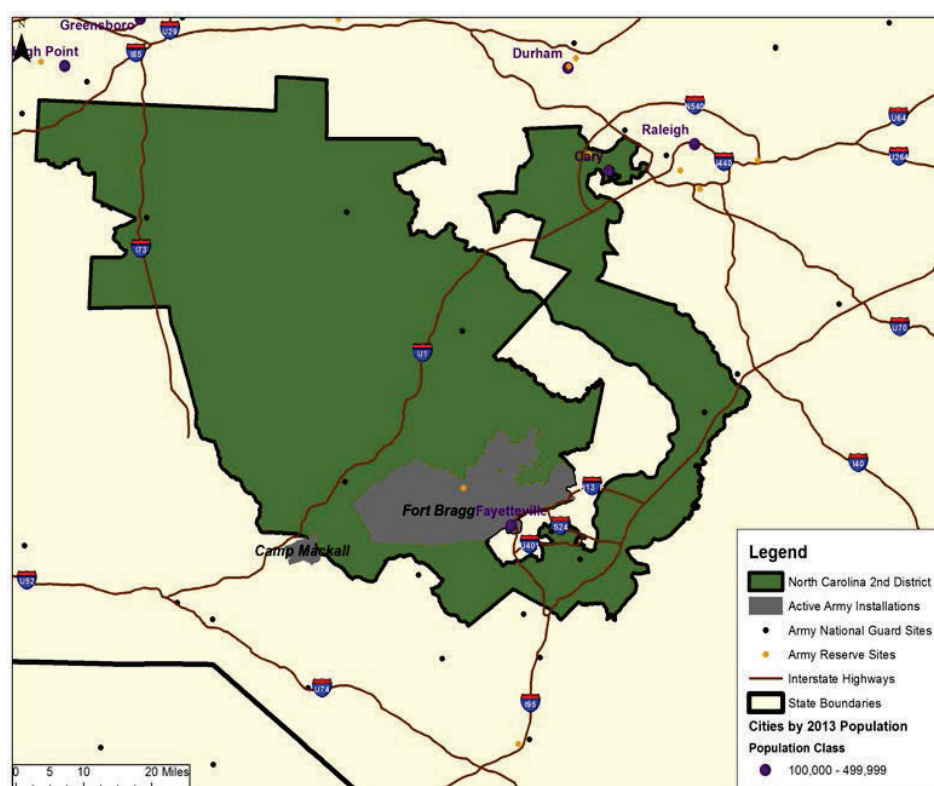 N
Greensboro
U29
High Point
I85
Durham
N540
Raleigh
U64
Cary
I440
U264
I73
U70
U1
I40
I13
Fort Bragg
Fayetteville
S24
U401
Camp Mackall
U52
U74
I95
0 5 10 20 Miles
Legend
North Carolina 2nd District
Active Army Installations
Army National Guard Sites
Army Reserve Sites
Interstate Highways
State Boundaries
Cities by 2013 Population
Population Class
100,000 - 499,999